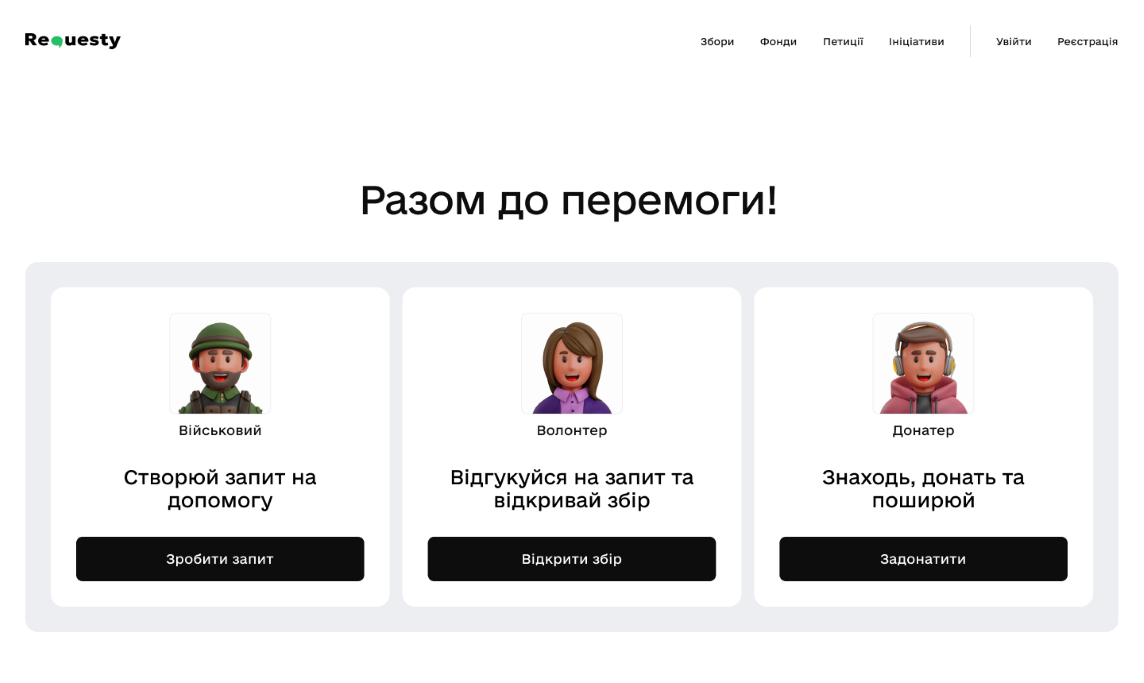 Requesty
Збори
Фонди
Петиції
Ініціативи
Увійти
Реєстрація
Разом до перемоги!
Військовий
Створюй запит на
допомогу
Зробити запит
Волонтер
Відгукуйся на запит та
відкривай збір
Відкрити збір
Донатер
Знаходь, донать та
поширюй
Задонатити